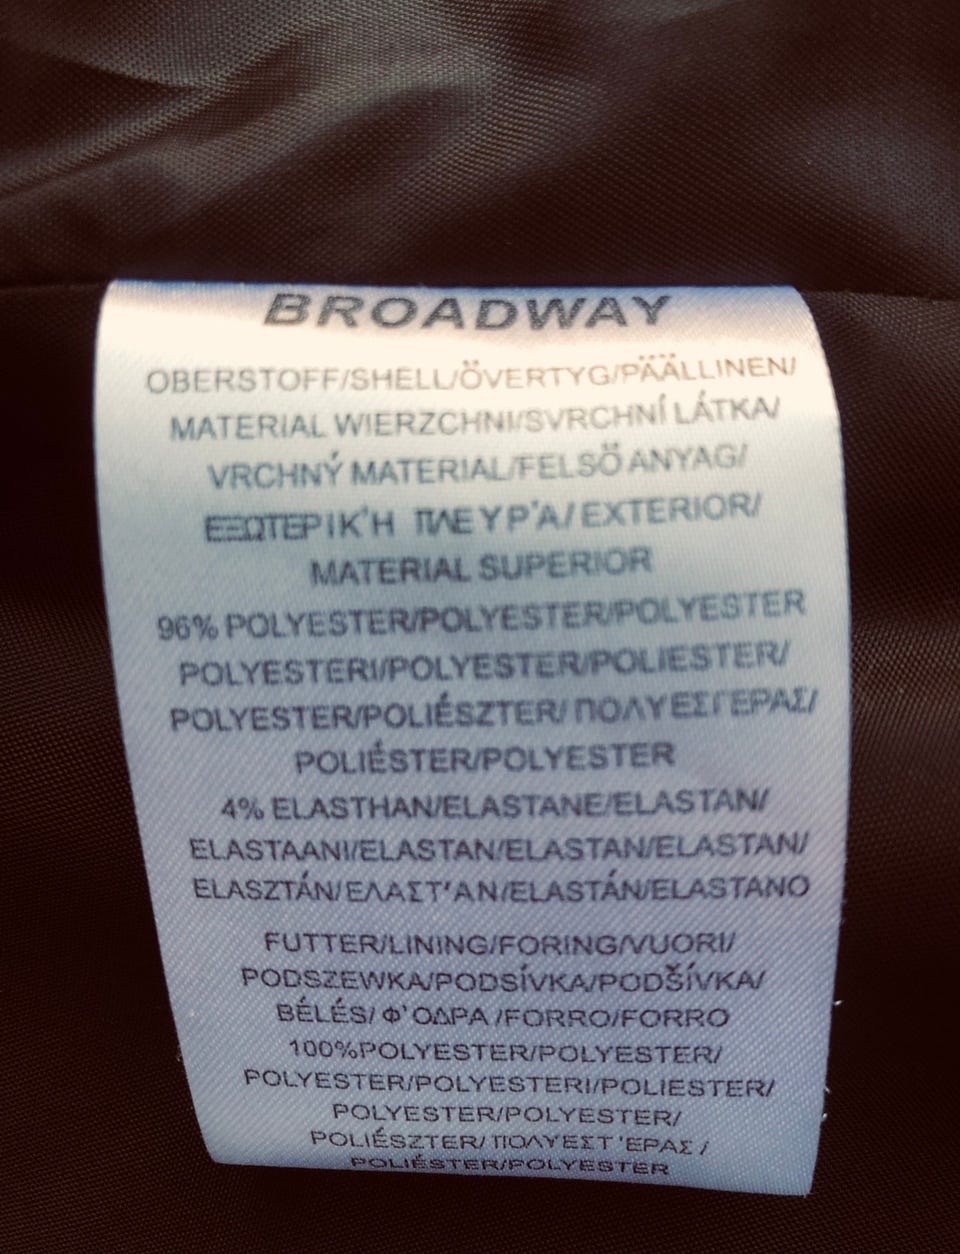 BROADWAY
OBERSTOFF/SHELL/ÖVERTYG/PÄÄLLINEN/
MATERIAL WIERZCHNI/SVRCHNÍ LÁTKA/
VRCHNÝ MATERIAL/FELSÖ ANYAG/
ΕΞΩΤΕΡΙΚ'Η ΠΛΕΥΡ'Α/EXTERIOR/
MATERIAL SUPERIOR
96% POLYESTER/POLYESTER/POLYESTER
POLYESTERI/POLYESTER/POLIESTER/
POLYESTER/POLIÉSZTER/ΠΟΛΥΕΣΓΕΡΑΣ/
POLIÉSTER/POLYESTER
4% ELASTHAN/ELASTANE/ELASTAN/
ELASTAANI/ELASTAN/ELASTAN/ELASTAN/
ELASZTÁN/ΕΛΑΣΤ'ΑΝ/ELASTÁN/ELASTANO
FUTTER/LINING/FORING/VUORI/
PODSZEWKA/PODSÍVKA/PODŠÍVKA/
BÉLÉS/ Φ'ΟΔΡΑ /FORRO/FORRO
100%POLYESTER/POLYESTER/
POLYESTER/POLYESTERI/POLIESTER/
POLYESTER/POLYESTER/
POLIÉSZTER/ ΠΟΛΥΕΣΤ'ΕΡΑΣ /
POLIÉSTER/POLYESTER